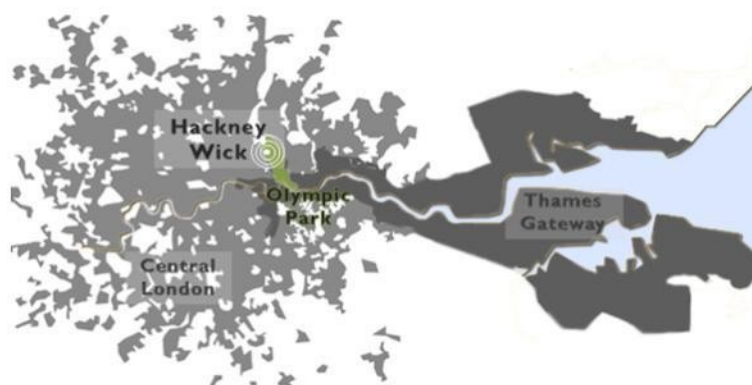 Hackney
Wick
Olympic
Park
Thames
Gateway
Central
London